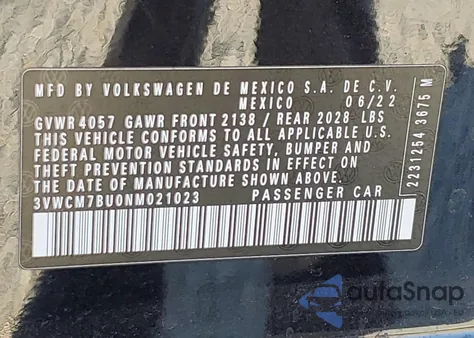 MFD BY VOLKSWAGEN DE MEXICO S.A. DE C.V.
MEXICO 06/22
GVWR 4057 GAWR FRONT 2138 / REAR 2028 LBS
THIS VEHICLE CONFORMS TO ALL APPLICABLE U.S.
FEDERAL MOTOR VEHICLE SAFETY, BUMPER AND
THEFT PREVENTION STANDARDS IN EFFECT ON
THE DATE OF MANUFACTURE SHOWN ABOVE.
3VWCM7BU0NM021023 PASSENGER CAR
2231254 3675 M
autaSnap